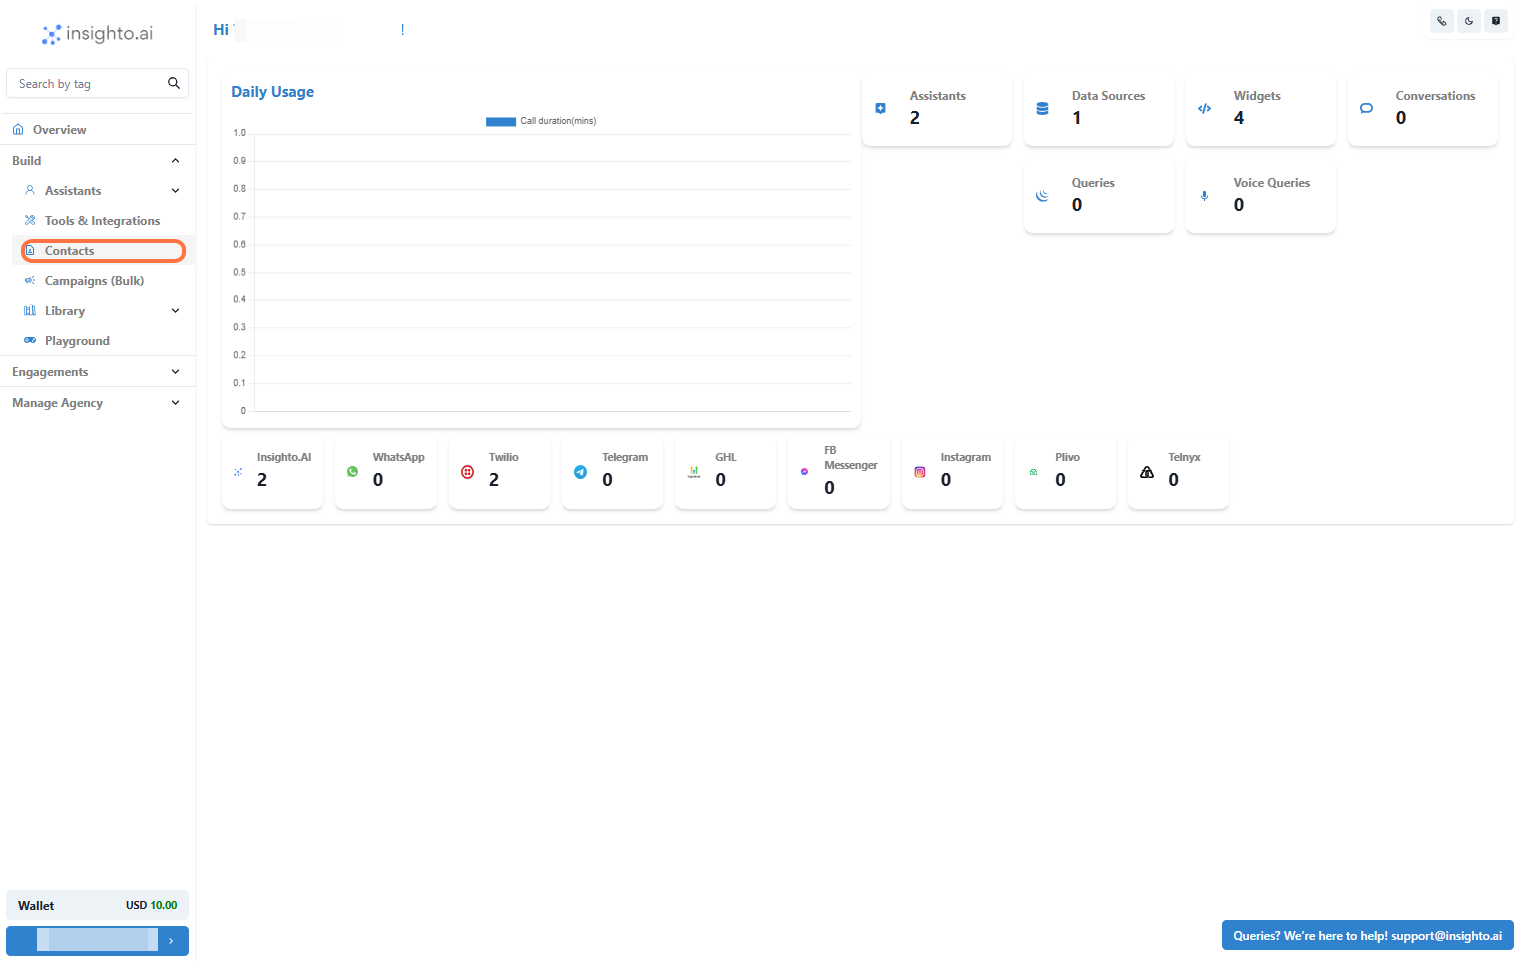 insighto.ai
Search by tag
Overview
Build
Assistants
Tools & Integrations
Contacts
Campaigns (Bulk)
Library
Playground
Engagements
Manage Agency
Wallet USD 10.00
Hi !
Daily Usage
Call duration(mins)
1.0
0.9
0.8
0.7
0.6
0.5
0.4
0.3
0.2
0.1
0
Assistants
2
Data Sources
1
Widgets
4
Conversations
0
Queries
0
Voice Queries
0
Insighto.AI
2
WhatsApp
0
Twilio
2
Telegram
0
GHL
0
FB
Messenger
0
Instagram
0
Plivo
0
Telnyx
0
Queries? We're here to help! support@insighto.ai